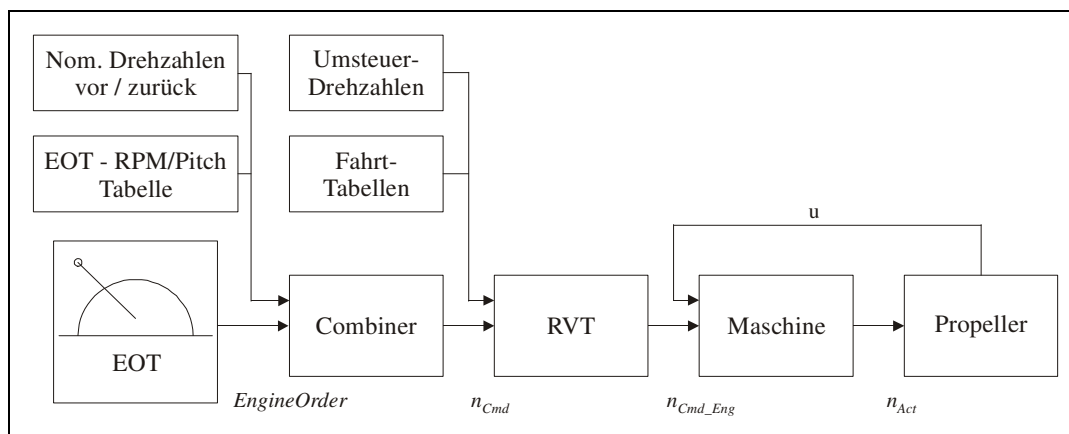 Nom. Drehzahlen
vor / zurück
Umsteuer-
Drehzahlen
EOT - RPM/Pitch
Tabelle
Fahrt-
Tabellen
u
EOT
Combiner
RVT
Maschine
Propeller
EngineOrder
n_Cmd
n_Cmd_Eng
n_Act